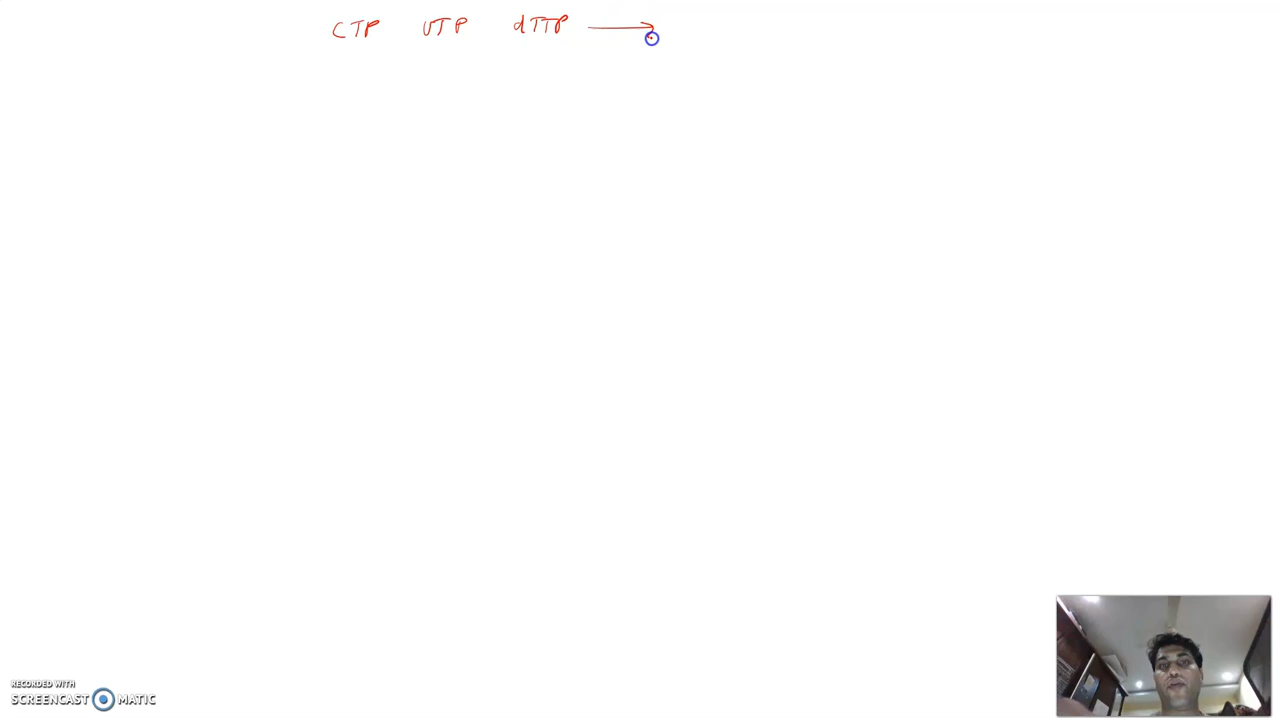 CTP UTP dTTP →
RECORDED WITH
SCREENCAST MATIC